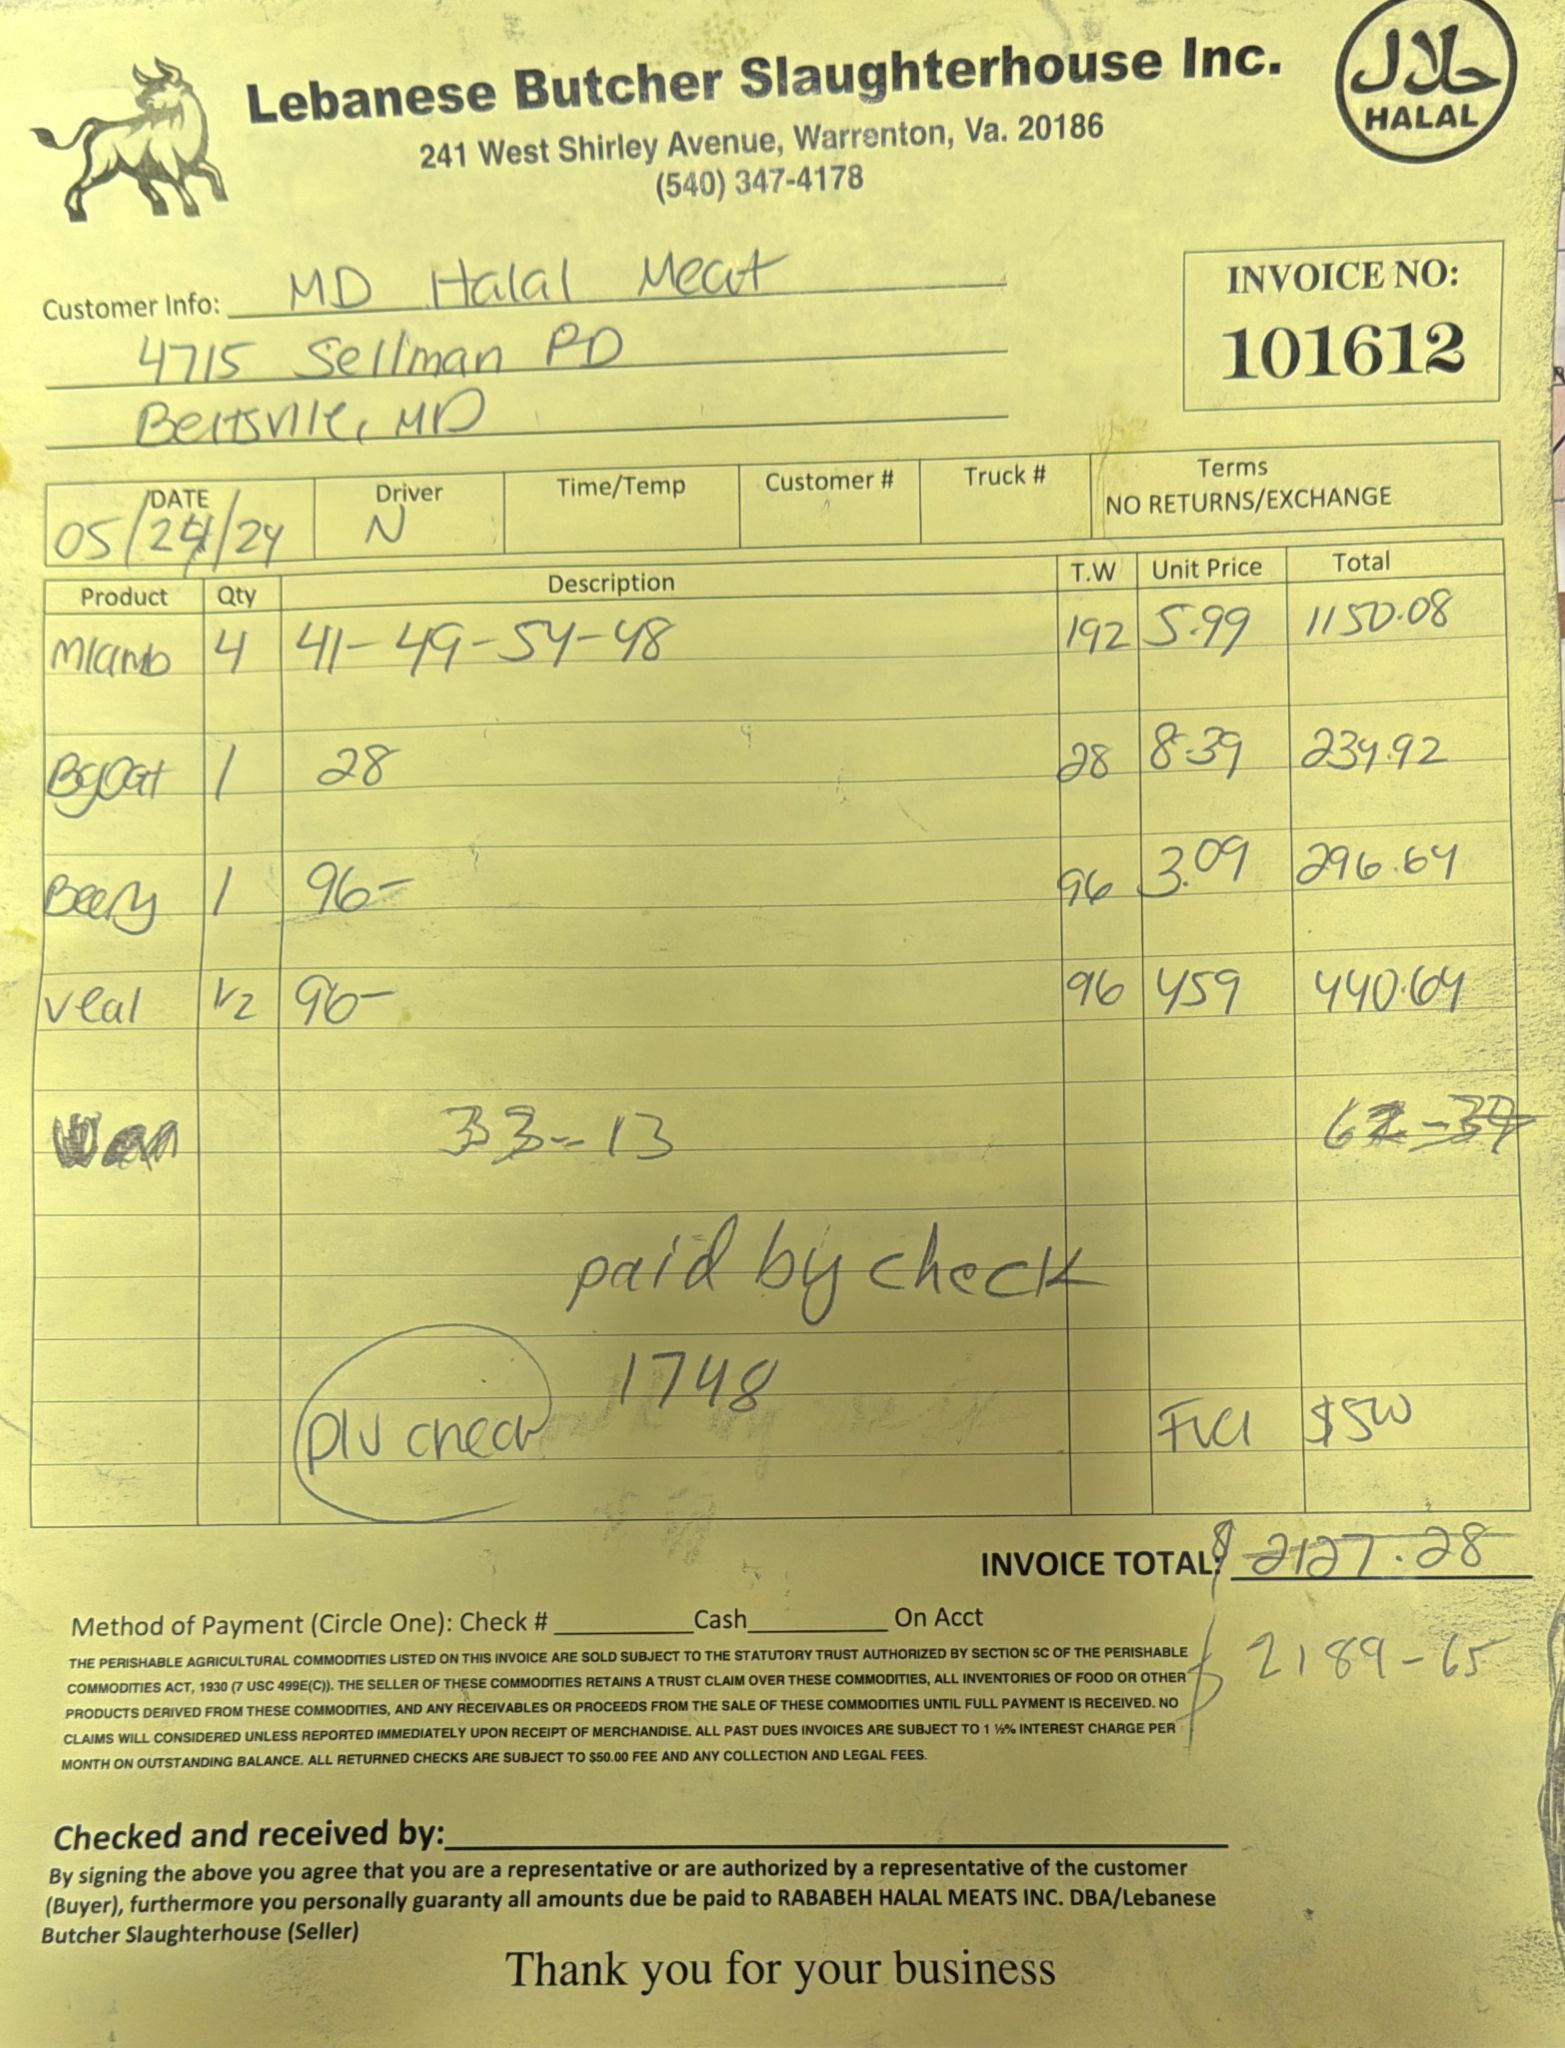 Lebanese Butcher Slaughterhouse Inc.
حلال
HALAL
241 West Shirley Avenue, Warrenton, Va. 20186
(540) 347-4178
Customer Info: MD Halal Meat
4715 Sellman RD
Beltsville, MD
INVOICE NO:
101612
DATE Driver Time/Temp Customer # Truck # Terms
05/24/24 N NO RETURNS/EXCHANGE
Product Qty Description T.W Unit Price Total
Mlamb 4 41-49-54-48 192 5.99 1150.08
Bgoat 1 28 28 8.39 234.92
1 96- 96 3.09 296.64
veal 1/2 96- 96 459 440.64
33-13
paid by check
1748
check $5.00
INVOICE TOTAL: $ 2127.28
Method of Payment (Circle One): Check # Cash On Acct
$ 2189-65
THE PERISHABLE AGRICULTURAL COMMODITIES LISTED ON THIS INVOICE ARE SOLD SUBJECT TO THE STATUTORY TRUST AUTHORIZED BY SECTION 5C OF THE PERISHABLE
COMMODITIES ACT, 1930 (7 USC 499E(C)). THE SELLER OF THESE COMMODITIES RETAINS A TRUST CLAIM OVER THESE COMMODITIES, ALL INVENTORIES OF FOOD OR OTHER
PRODUCTS DERIVED FROM THESE COMMODITIES, AND ANY RECEIVABLES OR PROCEEDS FROM THE SALE OF THESE COMMODITIES UNTIL FULL PAYMENT IS RECEIVED. NO
CLAIMS WILL CONSIDERED UNLESS REPORTED IMMEDIATELY UPON RECEIPT OF MERCHANDISE. ALL PAST DUES INVOICES ARE SUBJECT TO 1 ½% INTEREST CHARGE PER
MONTH ON OUTSTANDING BALANCE. ALL RETURNED CHECKS ARE SUBJECT TO $50.00 FEE AND ANY COLLECTION AND LEGAL FEES.
Checked and received by:
By signing the above you agree that you are a representative or are authorized by a representative of the customer
(Buyer), furthermore you personally guaranty all amounts due be paid to RABABEH HALAL MEATS INC. DBA/Lebanese
Butcher Slaughterhouse (Seller)
Thank you for your business